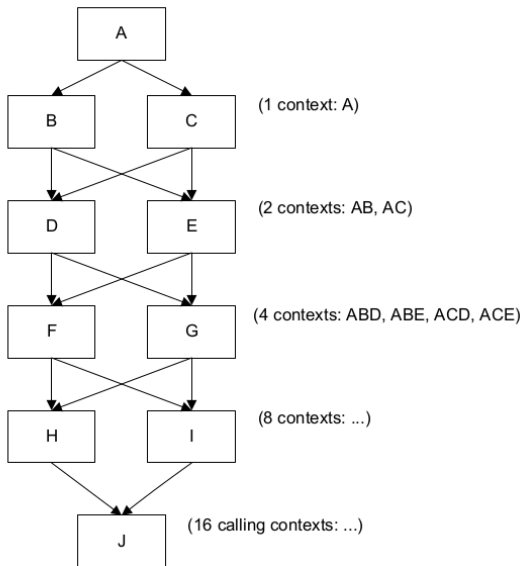 A
B
C
(1 context: A)
D
E
(2 contexts: AB, AC)
F
G
(4 contexts: ABD, ABE, ACD, ACE)
H
I
(8 contexts: ...)
J
(16 calling contexts: ...)